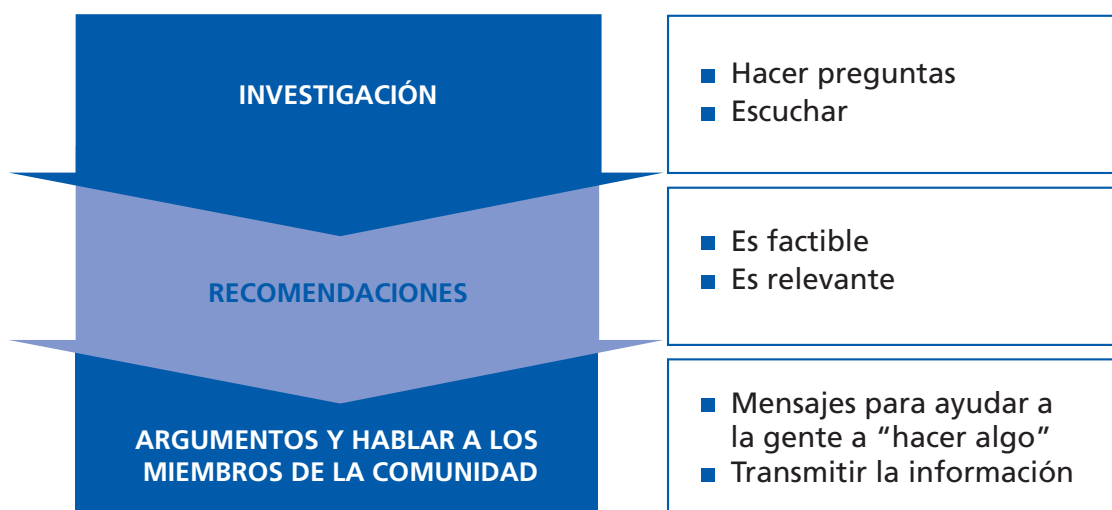 INVESTIGACIÓN
■ Hacer preguntas
■ Escuchar
RECOMENDACIONES
■ Es factible
■ Es relevante
ARGUMENTOS Y HABLAR A LOS
MIEMBROS DE LA COMUNIDAD
■ Mensajes para ayudar a
la gente a “hacer algo”
■ Transmitir la información